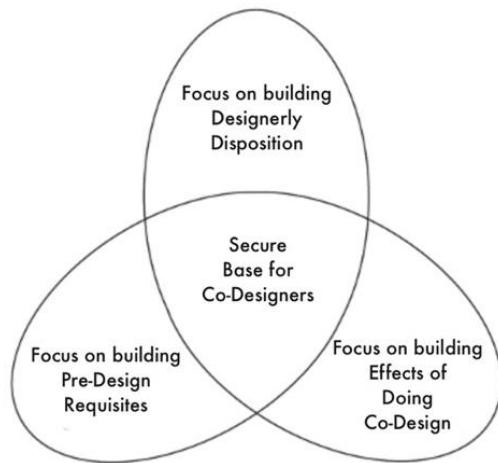 Focus on building
Designerly
Disposition
Secure
Base for
Co-Designers
Focus on building
Pre-Design
Requisites
Focus on building
Effects of
Doing
Co-Design